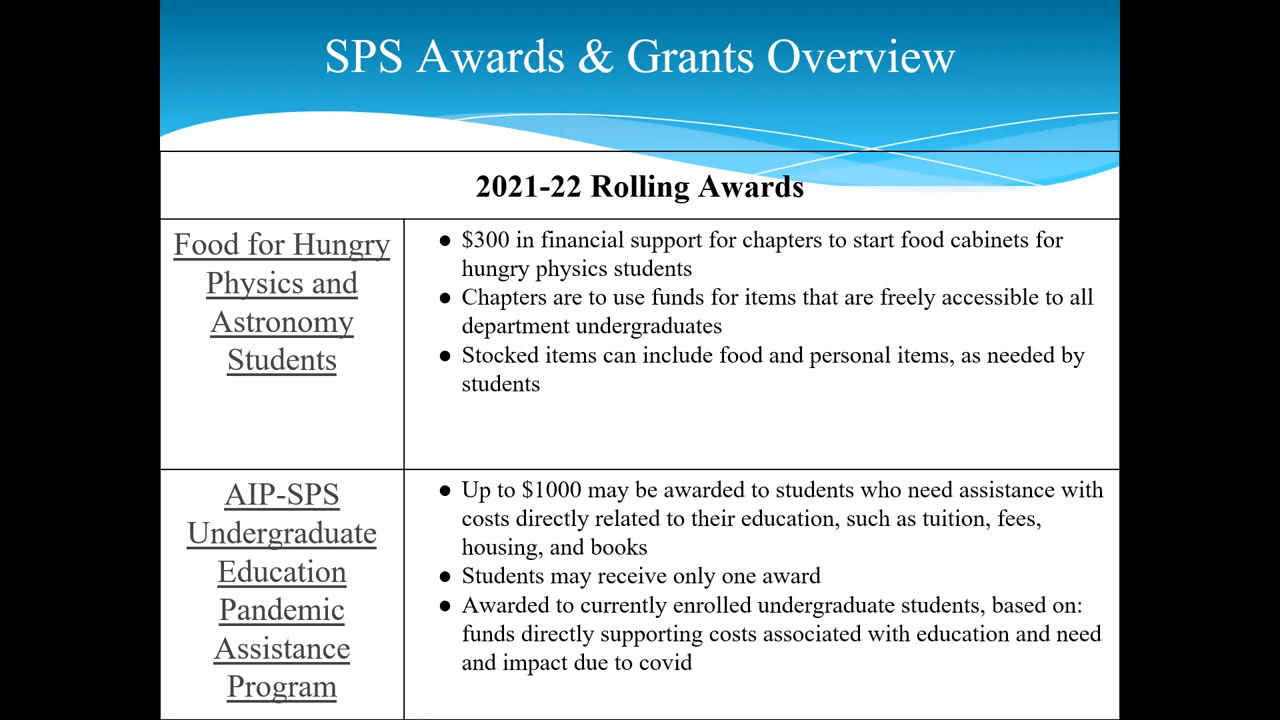 SPS Awards & Grants Overview
2021-22 Rolling Awards
Food for Hungry
Physics and
Astronomy
Students
● $300 in financial support for chapters to start food cabinets for
hungry physics students
● Chapters are to use funds for items that are freely accessible to all
department undergraduates
● Stocked items can include food and personal items, as needed by
students
AIP-SPS
Undergraduate
Education
Pandemic
Assistance
Program
● Up to $1000 may be awarded to students who need assistance with
costs directly related to their education, such as tuition, fees,
housing, and books
● Students may receive only one award
● Awarded to currently enrolled undergraduate students, based on:
funds directly supporting costs associated with education and need
and impact due to covid